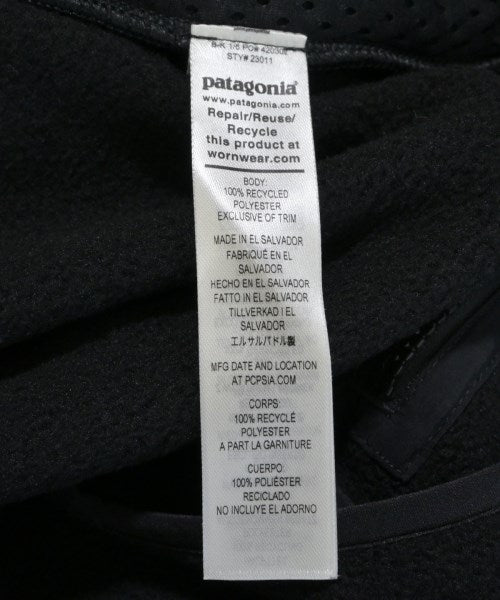 STY# 23011
patagonia®
www.patagonia.com
Repair/Reuse/
Recycle
this product at
wornwear.com
BODY:
100% RECYCLED
POLYESTER
EXCLUSIVE OF TRIM
MADE IN EL SALVADOR
FABRIQUÉ EN EL
SALVADOR
HECHO EN EL SALVADOR
FATTO IN EL SALVADOR
TILLVERKAD I EL
SALVADOR
エルサルバドル製
MFG DATE AND LOCATION
AT PCPSIA.COM
CORPS:
100% RECYCLÉ
POLYESTER
A PART LA GARNITURE
CUERPO:
100% POLIÉSTER
RECICLADO
NO INCLUYE EL ADORNO